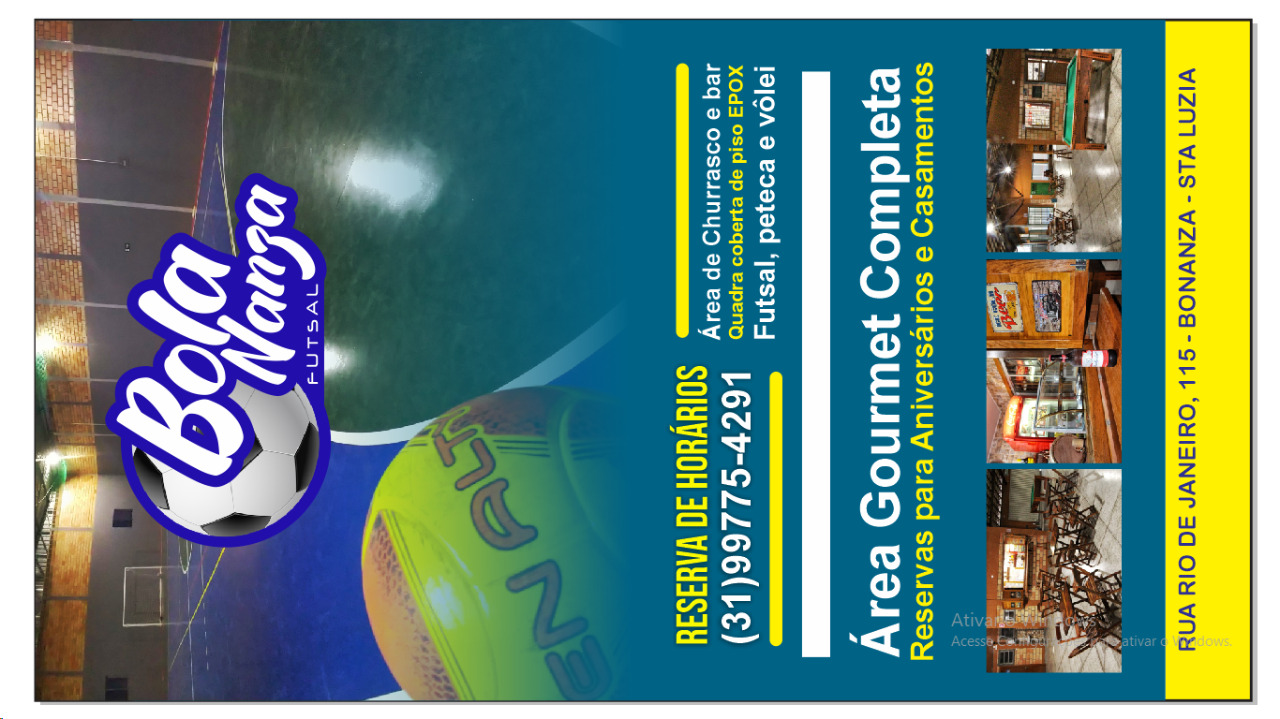 Bola
Nanza
FUTSAL
PENALTY
RESERVA DE HORÁRIOS
(31)99775-4291
Área de Churrasco e bar
Quadra coberta de piso EPOX
Futsal, peteca e vôlei
Área Gourmet Completa
Reservas para Aniversários e Casamentos
RUA RIO DE JANEIRO, 115 - BONANZA - STA LUZIA